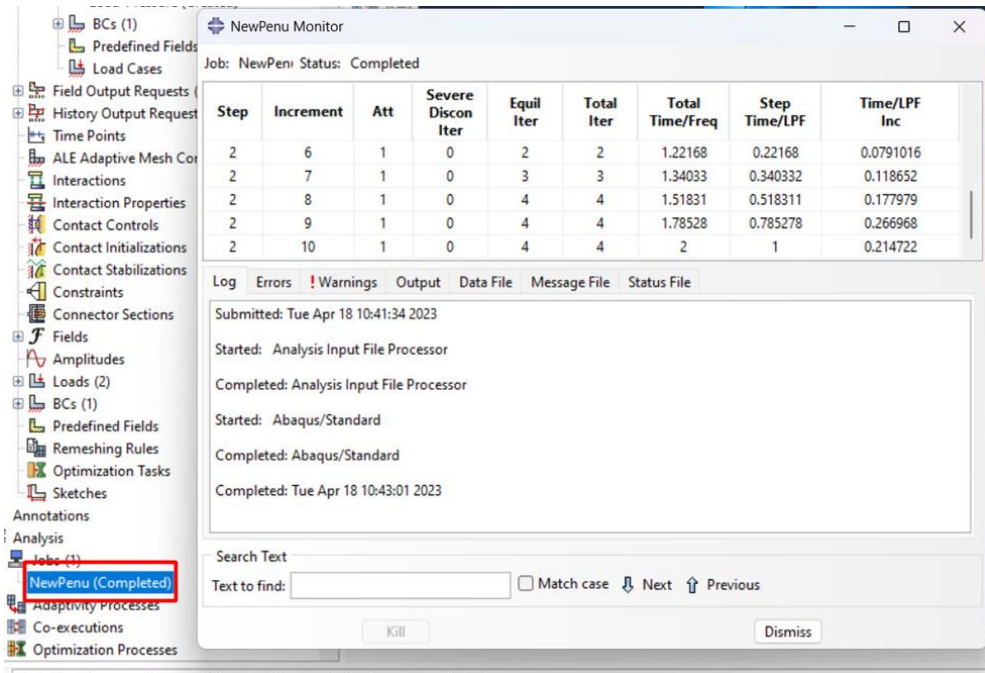 BCs (1)
Predefined Fields
Load Cases
Field Output Requests (
History Output Request
Time Points
ALE Adaptive Mesh Con
Interactions
Interaction Properties
Contact Controls
Contact Initializations
Contact Stabilizations
Constraints
Connector Sections
Fields
Amplitudes
Loads (2)
BCs (1)
Predefined Fields
Remeshing Rules
Optimization Tasks
Sketches
Annotations
Analysis
Jobs (1)
NewPenu (Completed)
Adaptivity Processes
Co-executions
Optimization Processes
NewPenu Monitor
Job: NewPenu Status: Completed
Step Increment Att Severe Discon Iter Equil Iter Total Iter Total Time/Freq Step Time/LPF Time/LPF Inc
2 6 1 0 2 2 1.22168 0.22168 0.0791016
2 7 1 0 3 3 1.34033 0.340332 0.118652
2 8 1 0 4 4 1.51831 0.518311 0.177979
2 9 1 0 4 4 1.78528 0.785278 0.266968
2 10 1 0 4 4 2 1 0.214722
Log Errors ! Warnings Output Data File Message File Status File
Submitted: Tue Apr 18 10:41:34 2023
Started: Analysis Input File Processor
Completed: Analysis Input File Processor
Started: Abaqus/Standard
Completed: Abaqus/Standard
Completed: Tue Apr 18 10:43:01 2023
Search Text
Text to find: Match case Next Previous
Kill Dismiss